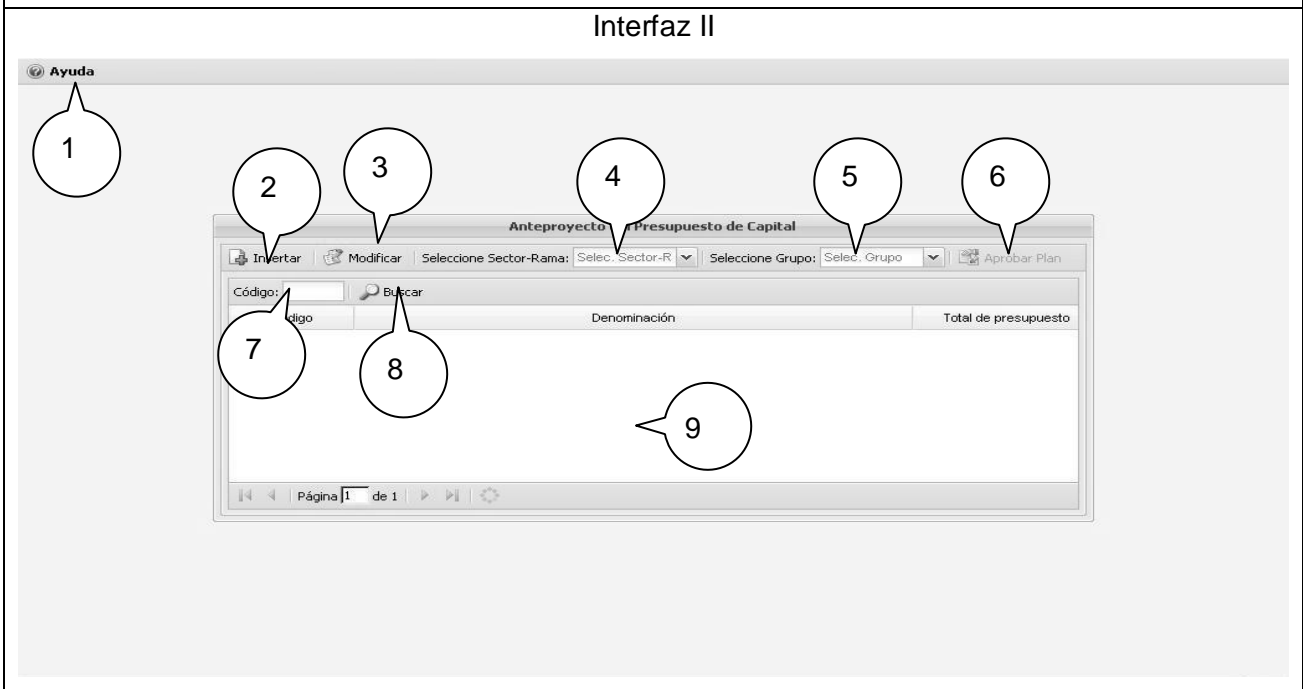 Interfaz II
Ayuda
1
2
3
4
5
6
Anteproyecto Presupuesto de Capital
Insertar Modificar Seleccione Sector-Rama: Selec. Sector-R Seleccione Grupo: Selec. Grupo Aprobar Plan
Código: Buscar
digo Denominación Total de presupuesto
7
8
9
Página 1 de 1